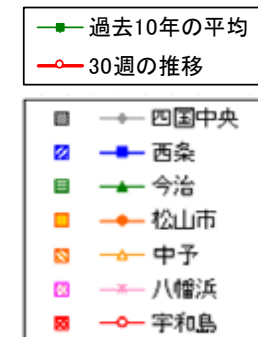 過去10年の平均
30週の推移
四国中央
西条
今治
松山市
中予
八幡浜
宇和島